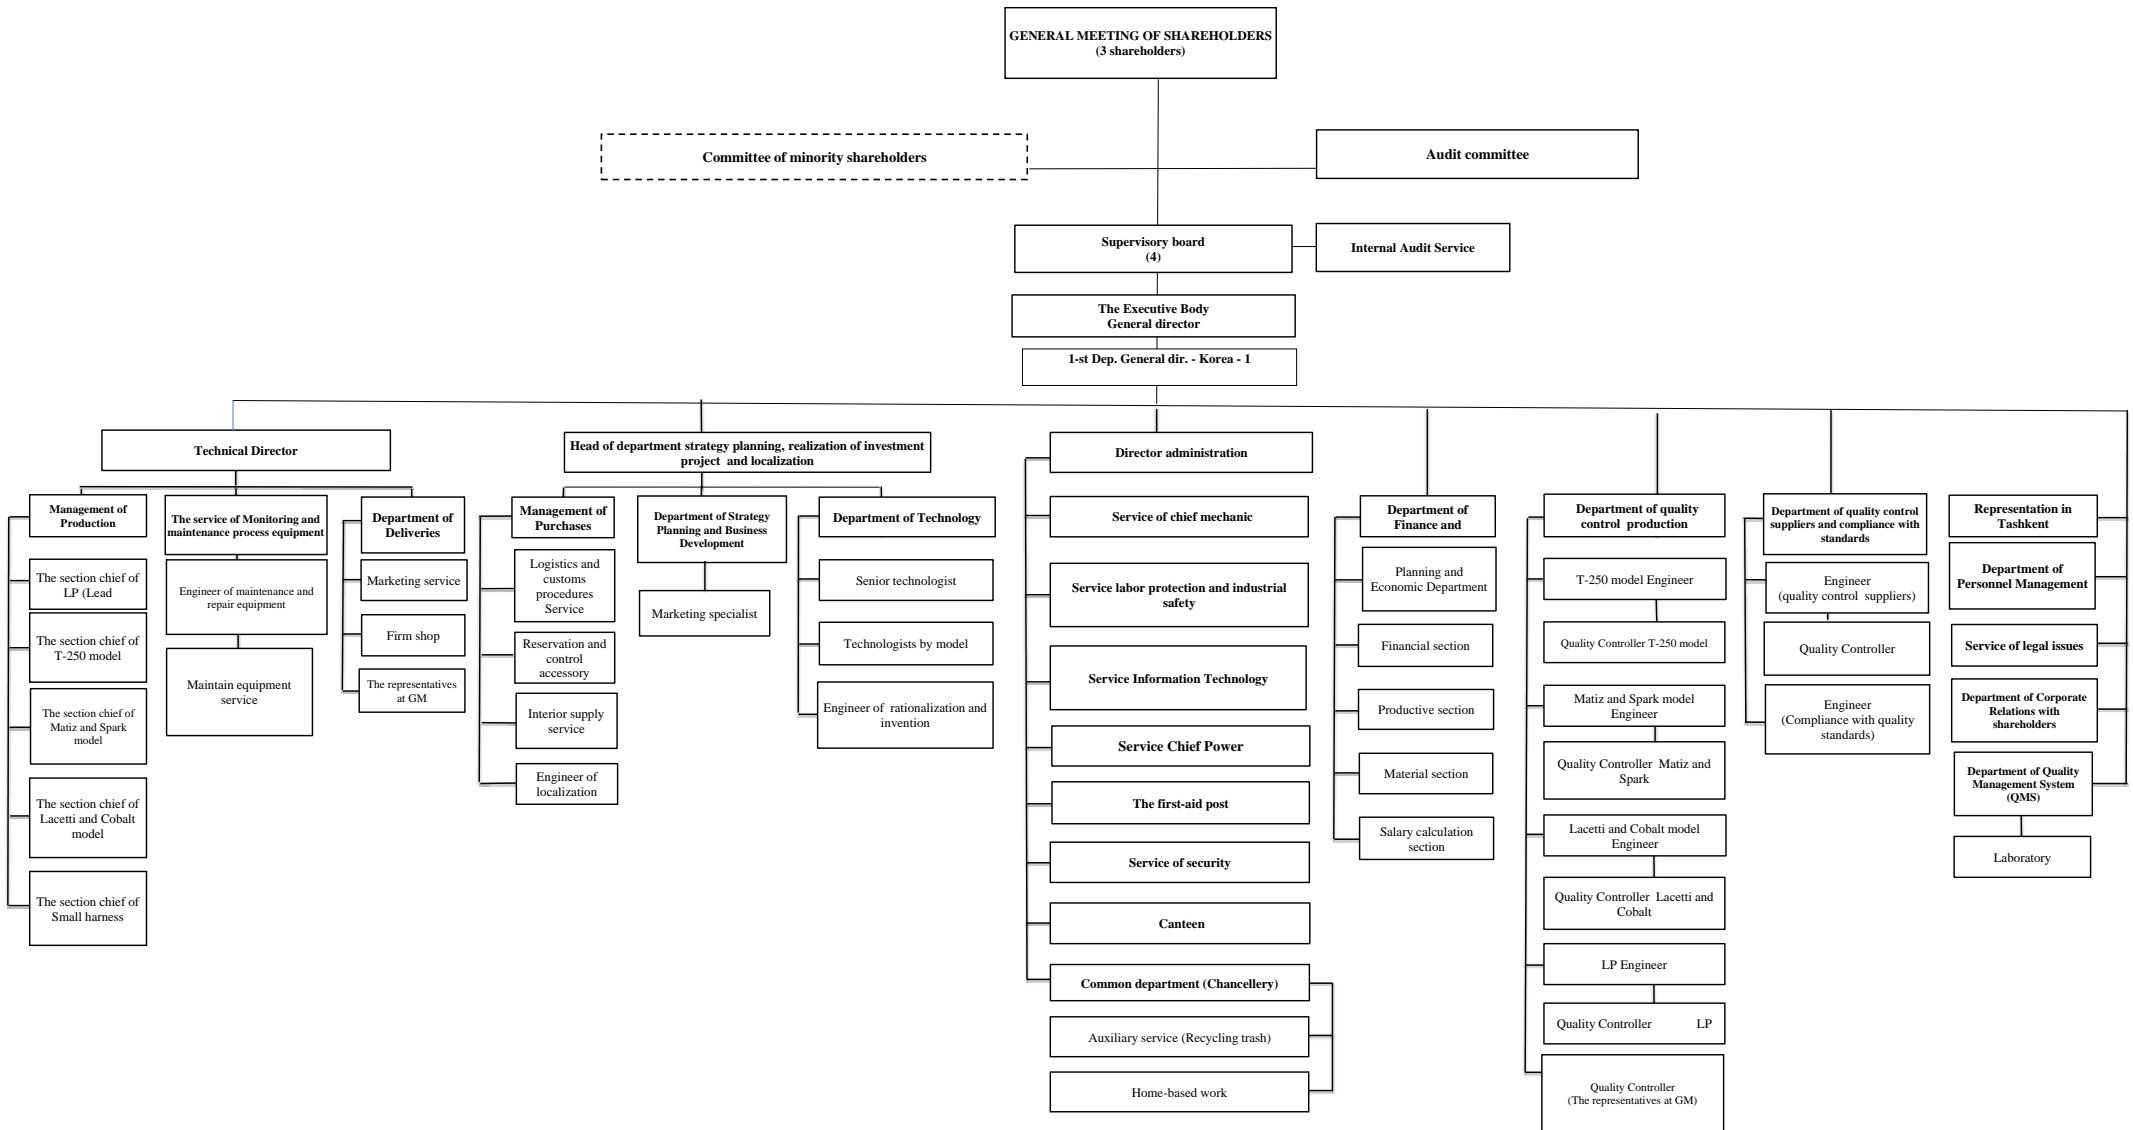 GENERAL MEETING OF SHAREHOLDERS
(3 shareholders)
Committee of minority shareholders
Audit committee
Supervisory board
(4)
Internal Audit Service
The Executive Body
General director
1-st Dep. General dir. - Korea - 1
Technical Director
Management of
Production
The section chief of
LP (Lead
The section chief of
T-250 model
The section chief of
Matiz and Spark
model
The section chief of
Lacetti and Cobalt
model
The section chief of
Small harness
The service of Monitoring and
maintenance process equipment
Engineer of maintenance and
repair equipment
Maintain equipment
service
Department of
Deliveries
Marketing service
Firm shop
The representatives
at GM
Head of department strategy planning, realization of investment
project and localization
Management of
Purchases
Logistics and
customs
procedures
Service
Reservation and
control
accessory
Interior supply
service
Engineer of
localization
Department of Strategy
Planning and Business
Development
Marketing specialist
Department of Technology
Senior technologist
Technologists by model
Engineer of rationalization and
invention
Director administration
Service of chief mechanic
Service labor protection and industrial
safety
Service Information Technology
Service Chief Power
The first-aid post
Service of security
Canteen
Common department (Chancellery)
Auxiliary service (Recycling trash)
Home-based work
Department of
Finance and
Planning and
Economic Department
Financial section
Productive section
Material section
Salary calculation
section
Department of quality
control production
T-250 model Engineer
Quality Controller T-250 model
Matiz and Spark model
Engineer
Quality Controller Matiz and
Spark
Lacetti and Cobalt model
Engineer
Quality Controller Lacetti and
Cobalt
LP Engineer
Quality Controller LP
Quality Controller
(The representatives at GM)
Department of quality control
suppliers and compliance with
standards
Engineer
(quality control suppliers)
Quality Controller
Engineer
(Compliance with quality
standards)
Representation in
Tashkent
Department of
Personnel Management
Service of legal issues
Department of Corporate
Relations with
shareholders
Department of Quality
Management System
(QMS)
Laboratory